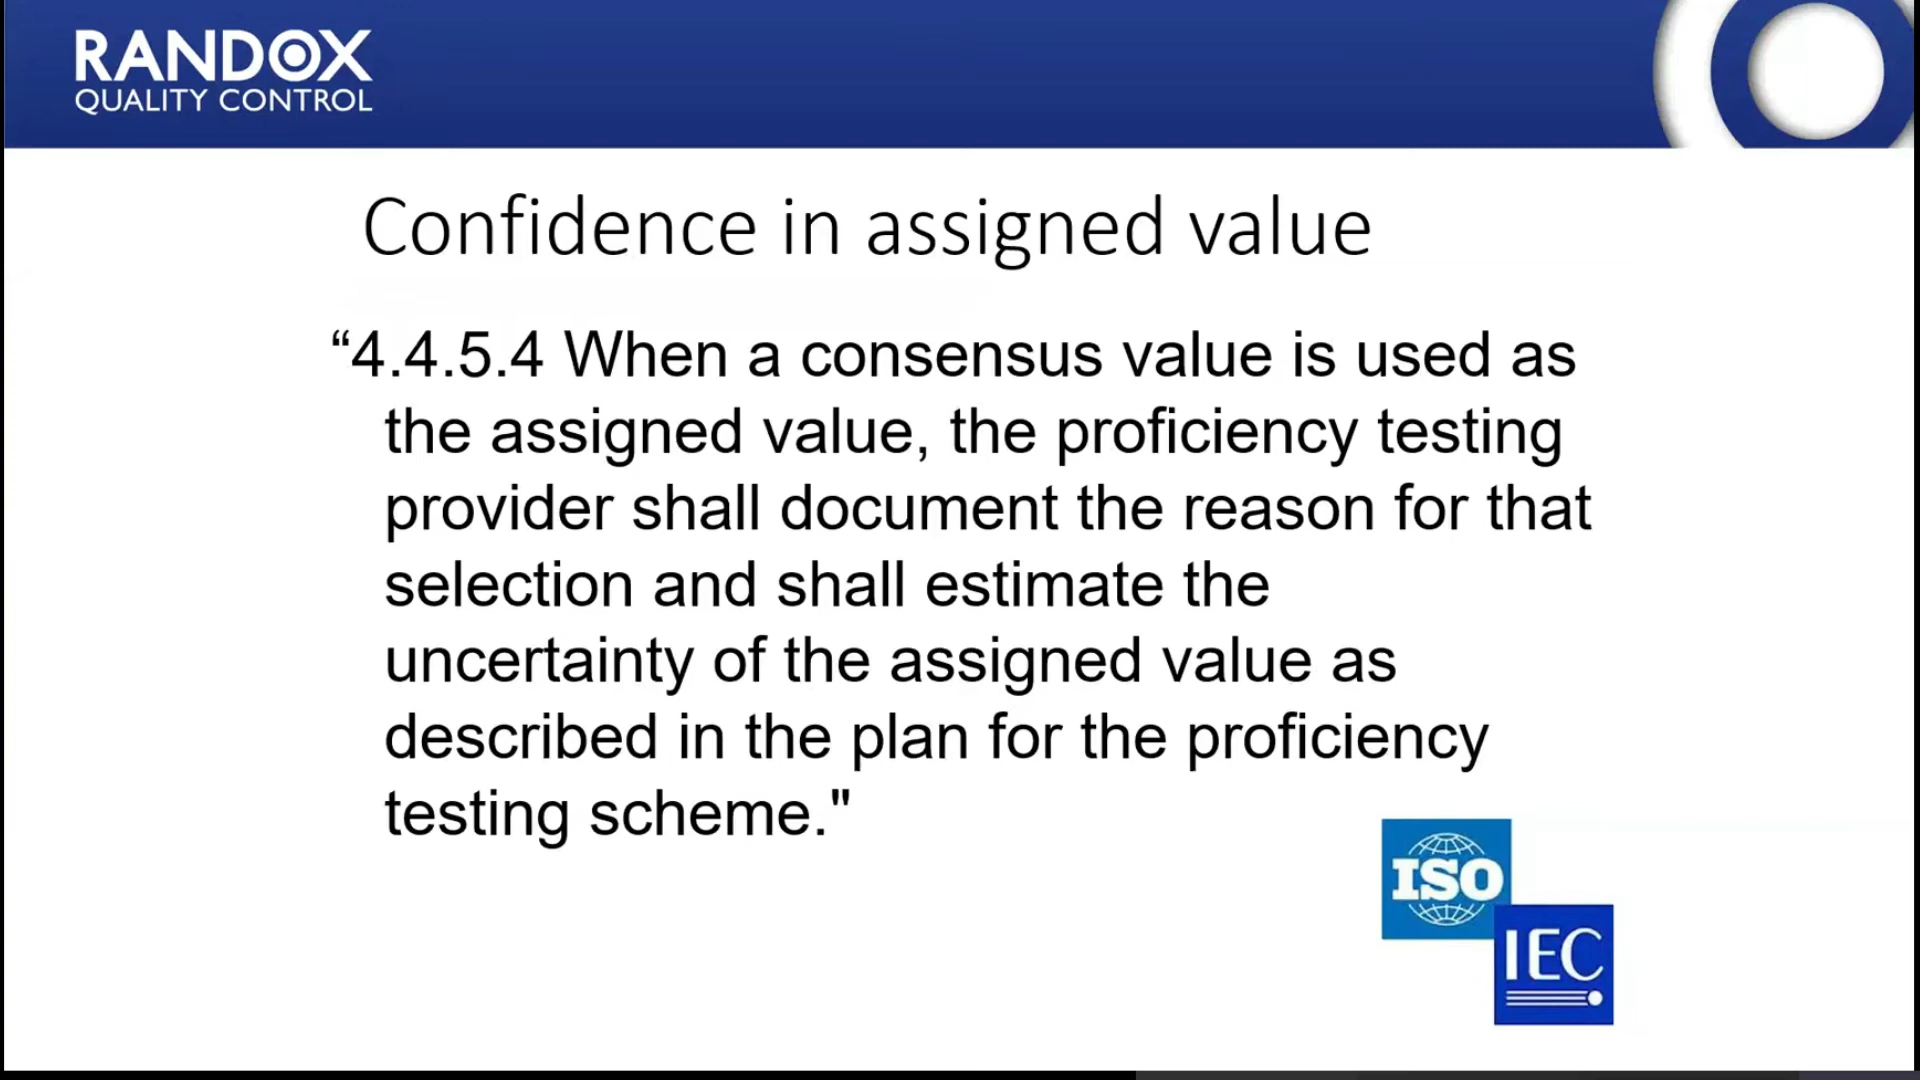 RANDOX
QUALITY CONTROL
Confidence in assigned value
“4.4.5.4 When a consensus value is used as
the assigned value, the proficiency testing
provider shall document the reason for that
selection and shall estimate the
uncertainty of the assigned value as
described in the plan for the proficiency
testing scheme."
ISO
IEC